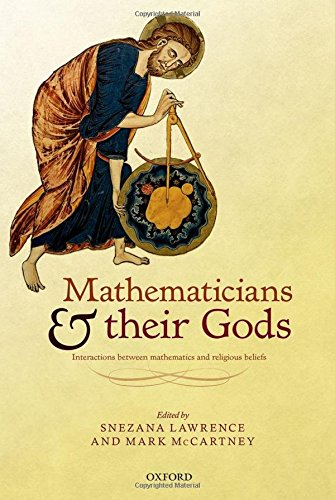 Mathematicians
& their Gods
Interactions between mathematics and religious beliefs
Edited by
SNEZANA LAWRENCE
AND MARK McCARTNEY
OXFORD